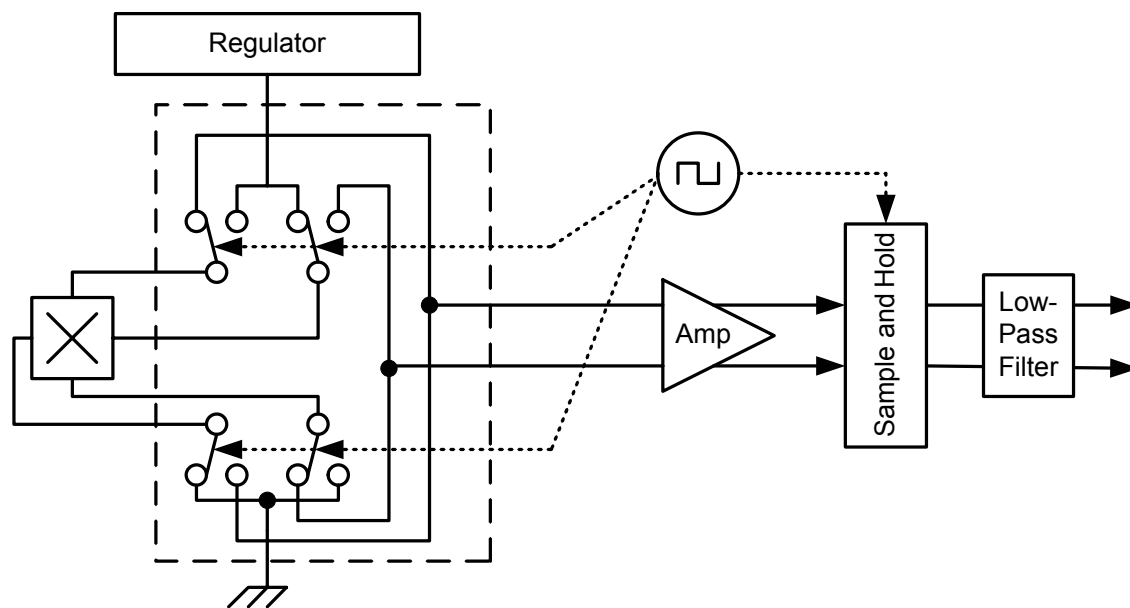 Regulator
Amp
Sample and Hold
Low-
Pass
Filter